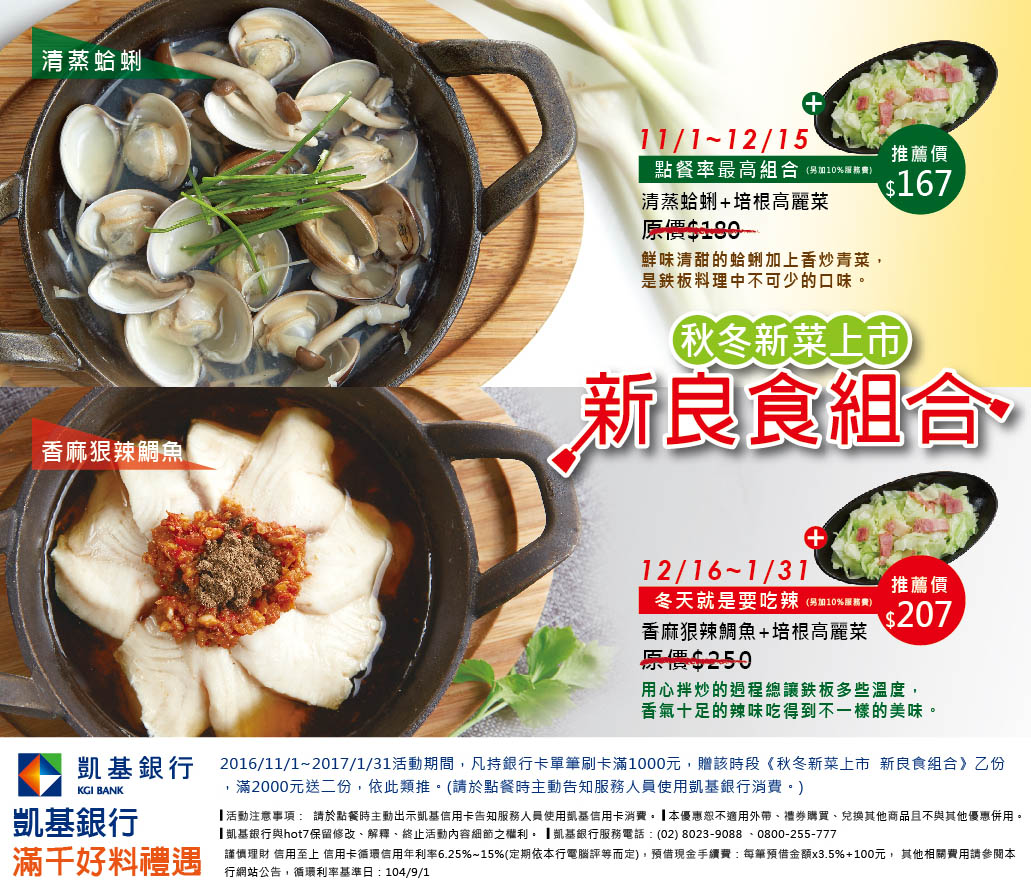 清蒸蛤蜊
11/1~12/15
點餐率最高組合 (另加10%服務費)
推薦價
$167
清蒸蛤蜊+培根高麗菜
原價$180
鮮味清甜的蛤蜊加上香炒青菜，
是鉄板料理中不可少的口味。
秋冬新菜上市
新良食組合
香麻狠辣鯛魚
12/16~1/31
冬天就是要吃辣 (另加10%服務費)
推薦價
$207
香麻狠辣鯛魚+培根高麗菜
原價$250
用心拌炒的過程總讓鉄板多些溫度，
香氣十足的辣味吃得到不一樣的美味。
凱基銀行
KGI BANK
凱基銀行
滿千好料禮遇
2016/11/1~2017/1/31活動期間，凡持銀行卡單筆刷卡滿1000元，贈該時段《秋冬新菜上市 新良食組合》乙份
，滿2000元送二份，依此類推。(請於點餐時主動告知服務人員使用凱基銀行消費。)
▎活動注意事項： 請於點餐時主動出示凱基信用卡告知服務人員使用凱基信用卡消費。▎本優惠恕不適用外帶、禮券購買、兌換其他商品且不與其他優惠併用。
▎凱基銀行與hot7保留修改、解釋、終止活動內容細節之權利。▎凱基銀行服務電話：(02) 8023-9088 、0800-255-777
謹慎理財 信用至上 信用卡循環信用年利率6.25%~15%(定期依本行電腦評等而定)，預借現金手續費：每筆預借金額x3.5%+100元， 其他相關費用請參閱本
行網站公告，循環利率基準日：104/9/1